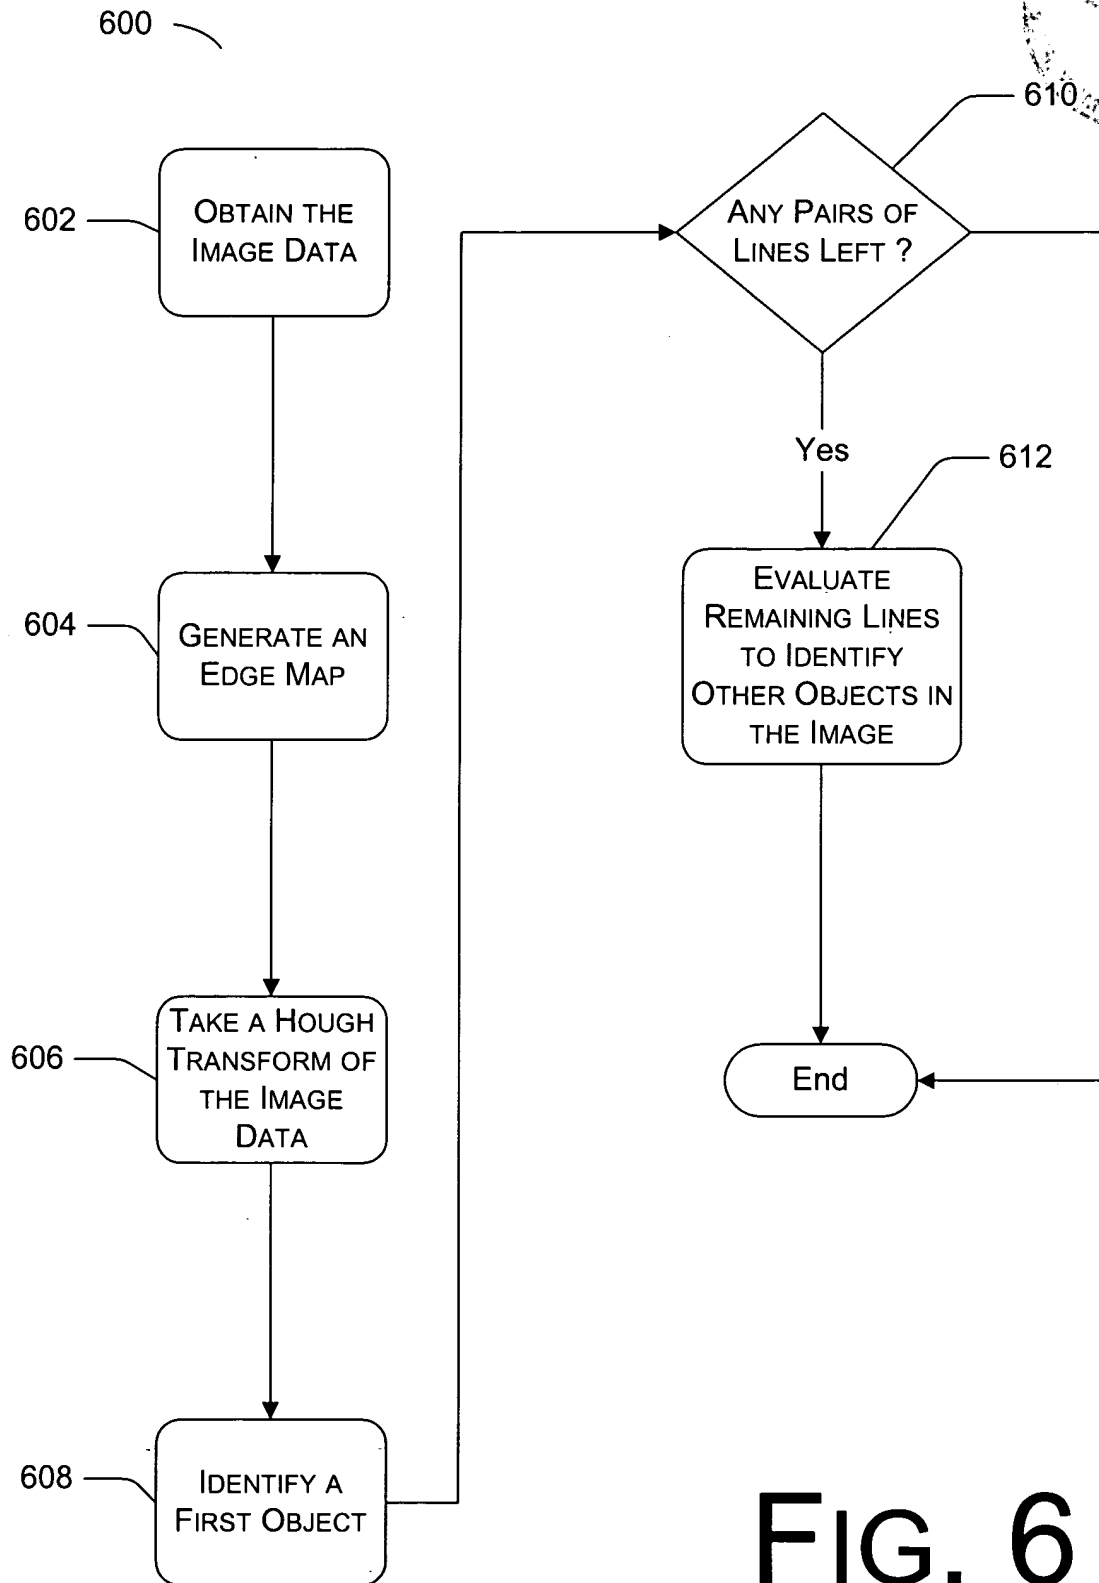 600
602
OBTAIN THE
IMAGE DATA
604
GENERATE AN
EDGE MAP
606
TAKE A HOUGH
TRANSFORM OF
THE IMAGE
DATA
608
IDENTIFY A
FIRST OBJECT
610
ANY PAIRS OF
LINES LEFT ?
Yes
612
EVALUATE
REMAINING LINES
TO IDENTIFY
OTHER OBJECTS IN
THE IMAGE
End
FIG. 6